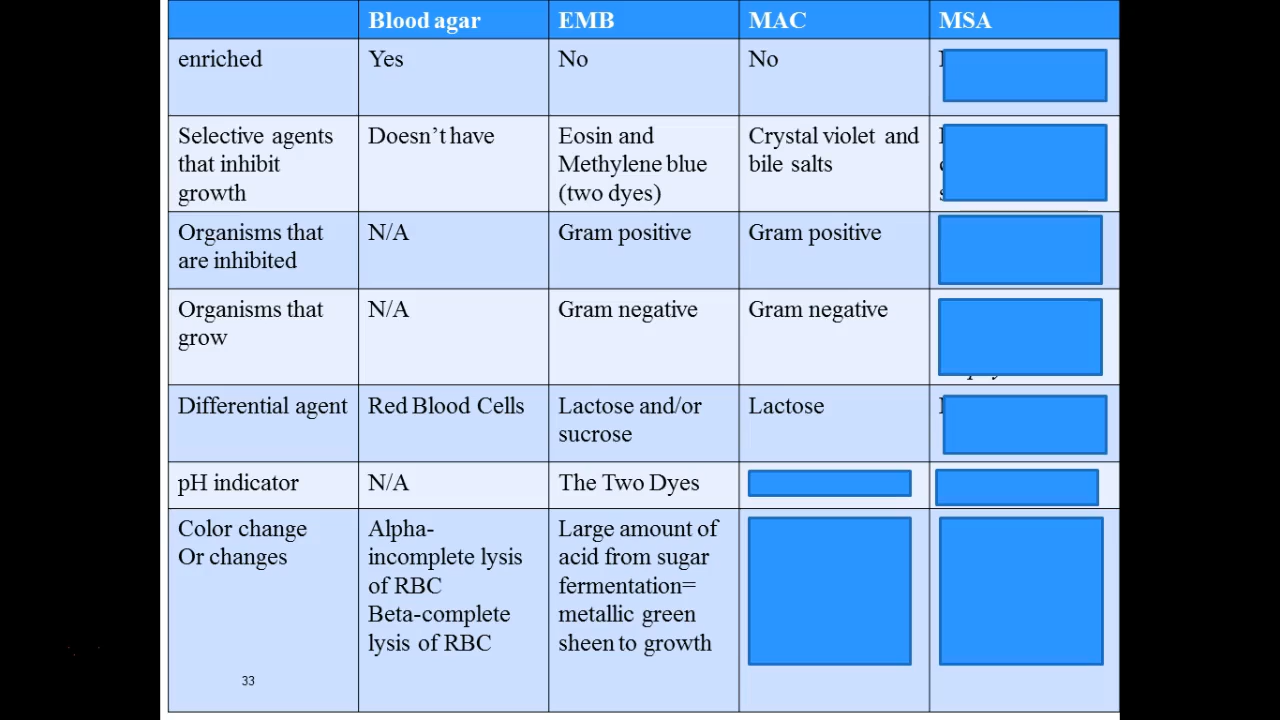 Blood agar EMB MAC MSA
enriched Yes No No
Selective agents Doesn't have Eosin and Crystal violet and
that inhibit Methylene blue bile salts
growth (two dyes)
Organisms that N/A Gram positive Gram positive
are inhibited
Organisms that N/A Gram negative Gram negative
grow
Differential agent Red Blood Cells Lactose and/or Lactose
sucrose
pH indicator N/A The Two Dyes
Color change Alpha- Large amount of
Or changes incomplete lysis acid from sugar
of RBC fermentation=
Beta-complete metallic green
lysis of RBC sheen to growth
33